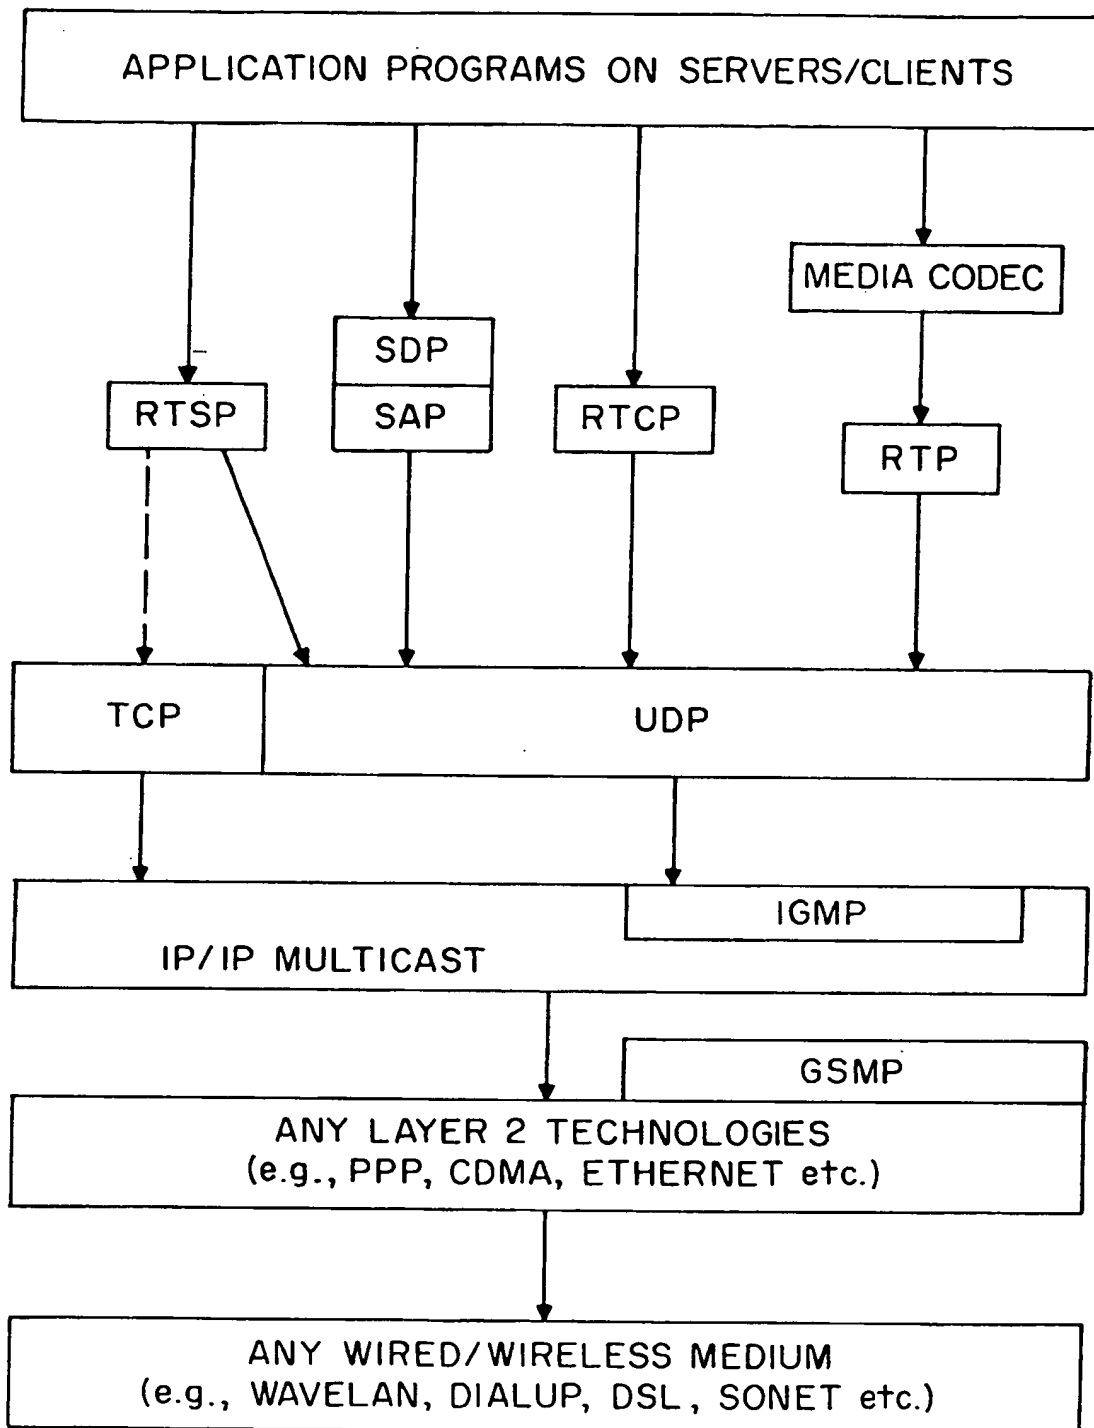 APPLICATION PROGRAMS ON SERVERS/CLIENTS
MEDIA CODEC
SDP
RTSP
SAP
RTCP
RTP
TCP
UDP
IGMP
IP/IP MULTICAST
GSMP
ANY LAYER 2 TECHNOLOGIES
(e.g., PPP, CDMA, ETHERNET etc.)
ANY WIRED/WIRELESS MEDIUM
(e.g., WAVELAN, DIALUP, DSL, SONET etc.)